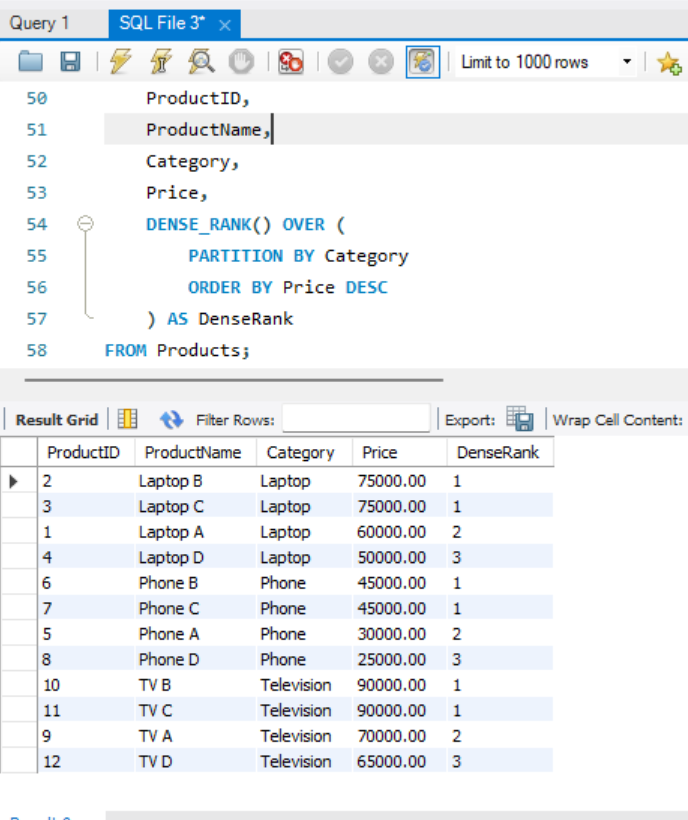 Query 1 SQL File 3* ×
Limit to 1000 rows
50 ProductID,
51 ProductName,
52 Category,
53 Price,
54 DENSE_RANK() OVER (
55 PARTITION BY Category
56 ORDER BY Price DESC
57 ) AS DenseRank
58 FROM Products;
Result Grid Filter Rows: Export: Wrap Cell Content:
ProductID ProductName Category Price DenseRank
2 Laptop B Laptop 75000.00 1
3 Laptop C Laptop 75000.00 1
1 Laptop A Laptop 60000.00 2
4 Laptop D Laptop 50000.00 3
6 Phone B Phone 45000.00 1
7 Phone C Phone 45000.00 1
5 Phone A Phone 30000.00 2
8 Phone D Phone 25000.00 3
10 TV B Television 90000.00 1
11 TV C Television 90000.00 1
9 TV A Television 70000.00 2
12 TV D Television 65000.00 3